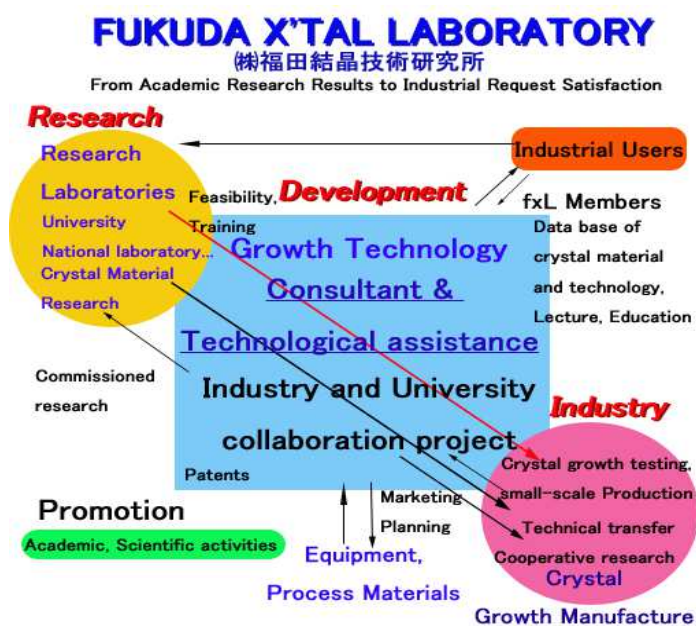 FUKUDA X'TAL LABORATORY
㈱福田結晶技術研究所
From Academic Research Results to Industrial Request Satisfaction
Research
Research
Laboratories
University
National laboratory...
Crystal Material
Research
Industrial Users
Feasibility,
Training
Development
fxL Members
Data base of
crystal material
and technology,
Lecture, Education
Growth Technology
Consultant &
Technological assistance
Industry and University
collaboration project
Patents
Commissioned
research
Industry
Crystal growth testing,
small-scale Production
Technical transfer
Cooperative research
Crystal
Growth Manufacture
Marketing
Planning
Promotion
Academic, Scientific activities
Equipment,
Process Materials